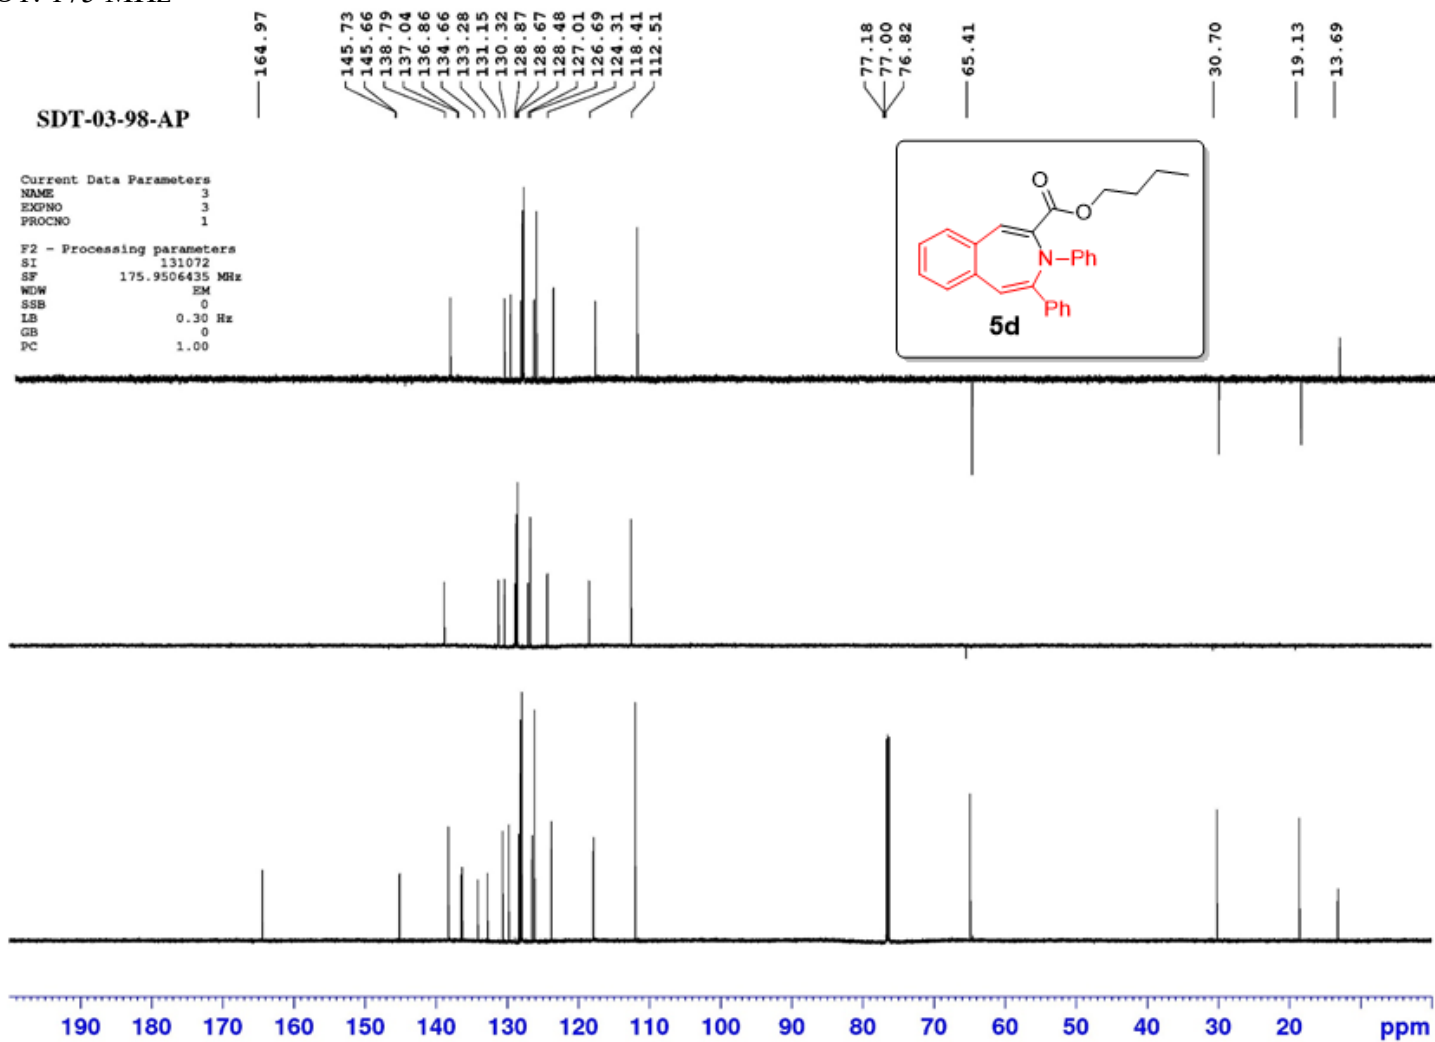 164.97
145.73
145.66
138.79
137.04
136.86
134.66
133.28
131.15
130.32
128.87
128.67
128.48
127.01
126.69
124.31
118.41
112.51
77.18
77.00
76.82
65.41
30.70
19.13
13.69
SDT-03-98-AP
Current Data Parameters
NAME 3
EXPNO 3
PROCNO 1
F2 - Processing parameters
SI 131072
SF 175.9506435 MHz
WDW EM
SSB 0
LB 0.30 Hz
GB 0
PC 1.00
O
O
N
Ph
Ph
5d
190 180 170 160 150 140 130 120 110 100 90 80 70 60 50 40 30 20 ppm